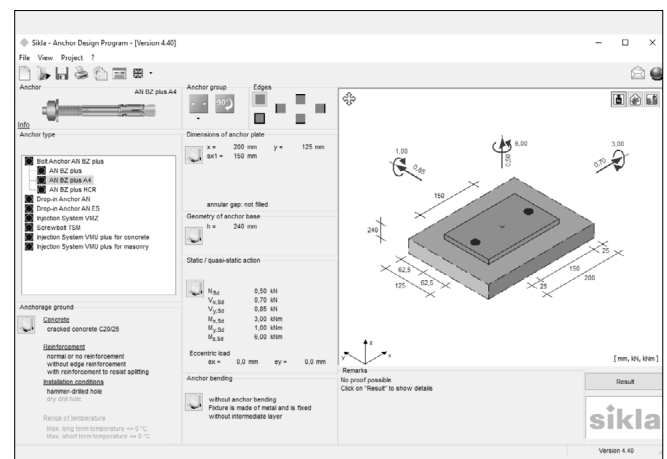 Sikla - Anchor Design Program - [Version 4.40]
File View Project ?
Anchor
AN BZ plus A4
Info
Anchor type
Bolt Anchor AN BZ plus
AN BZ plus
AN BZ plus A4
AN BZ plus HCR
Drop-in Anchor AN
Drop-in Anchor AN ES
Injection System VMZ
Screwbolt TSM
Injection System VMU plus for concrete
Injection System VMU plus for masonry
Anchorage ground
Concrete
cracked concrete C20/25
Reinforcement
normal or no reinforcement
without edge reinforcement
with reinforcement to resist splitting
Installation conditions
hammer-drilled hole
dry drill hole
Range of temperature
Max. long term temperature <= 0 °C
Max. short term temperature <= 0 °C
Anchor group
90°
Edges
Dimensions of anchor plate
x = 200 mm y = 125 mm
sx1 = 150 mm
annular gap: not filled
Geometry of anchor base
h = 240 mm
Static / quasi-static action
NSd 0,50 kN
Vx,Sd 0,70 kN
Vy,Sd 0,85 kN
Mx,Sd 3,00 kNm
My,Sd 1,00 kNm
Mz,Sd 6,00 kNm
Eccentric load
ex = 0,0 mm ey = 0,0 mm
Anchor bending
without anchor bending
Fixture is made of metal and is fixed
without intermediate layer
1,00
0,85
6,00
0,50
3,00
0,70
150
240
62,5
62,5
125
25
150
25
200
y
z
x
[ mm, kN, kNm ]
Remarks
No proof possible
Click on "Result" to show details
Result
sikla
Version 4.40